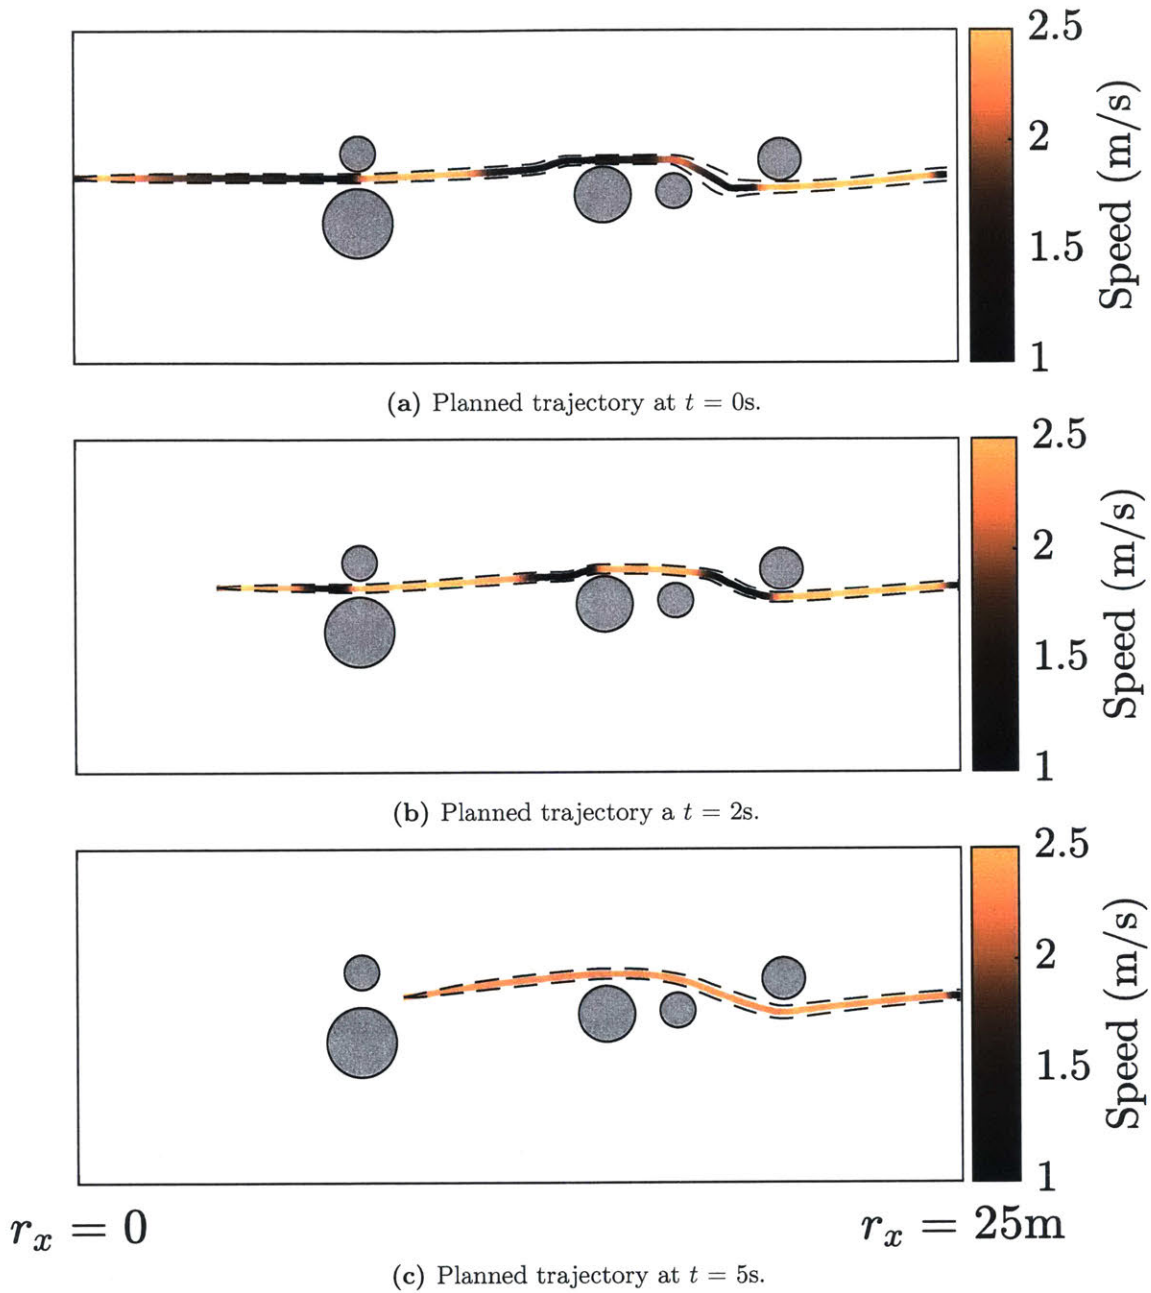 2.5
2
1.5
1
Speed (m/s)
(a) Planned trajectory at t = 0s.
2.5
2
1.5
1
Speed (m/s)
(b) Planned trajectory a t = 2s.
2.5
2
1.5
1
Speed (m/s)
r_x = 0
r_x = 25m
(c) Planned trajectory at t = 5s.